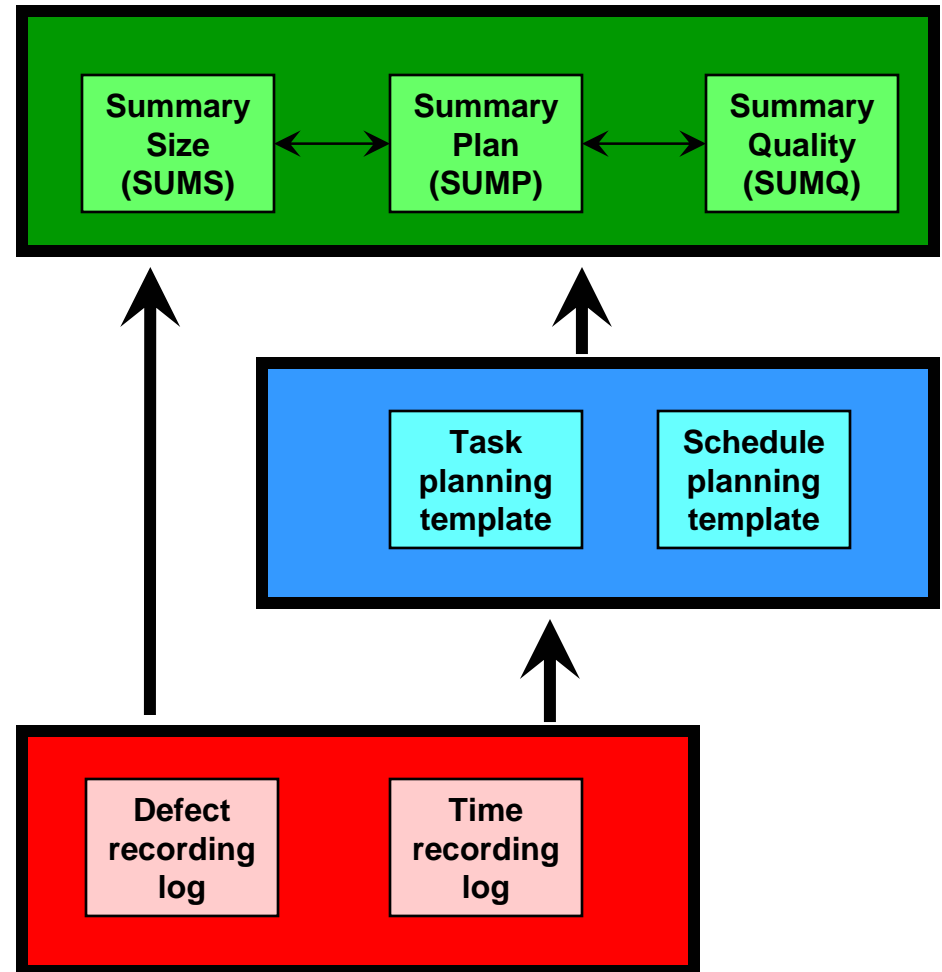 Summary
Size
(SUMS)
Summary
Plan
(SUMP)
Summary
Quality
(SUMQ)
Task
planning
template
Schedule
planning
template
Defect
recording
log
Time
recording
log